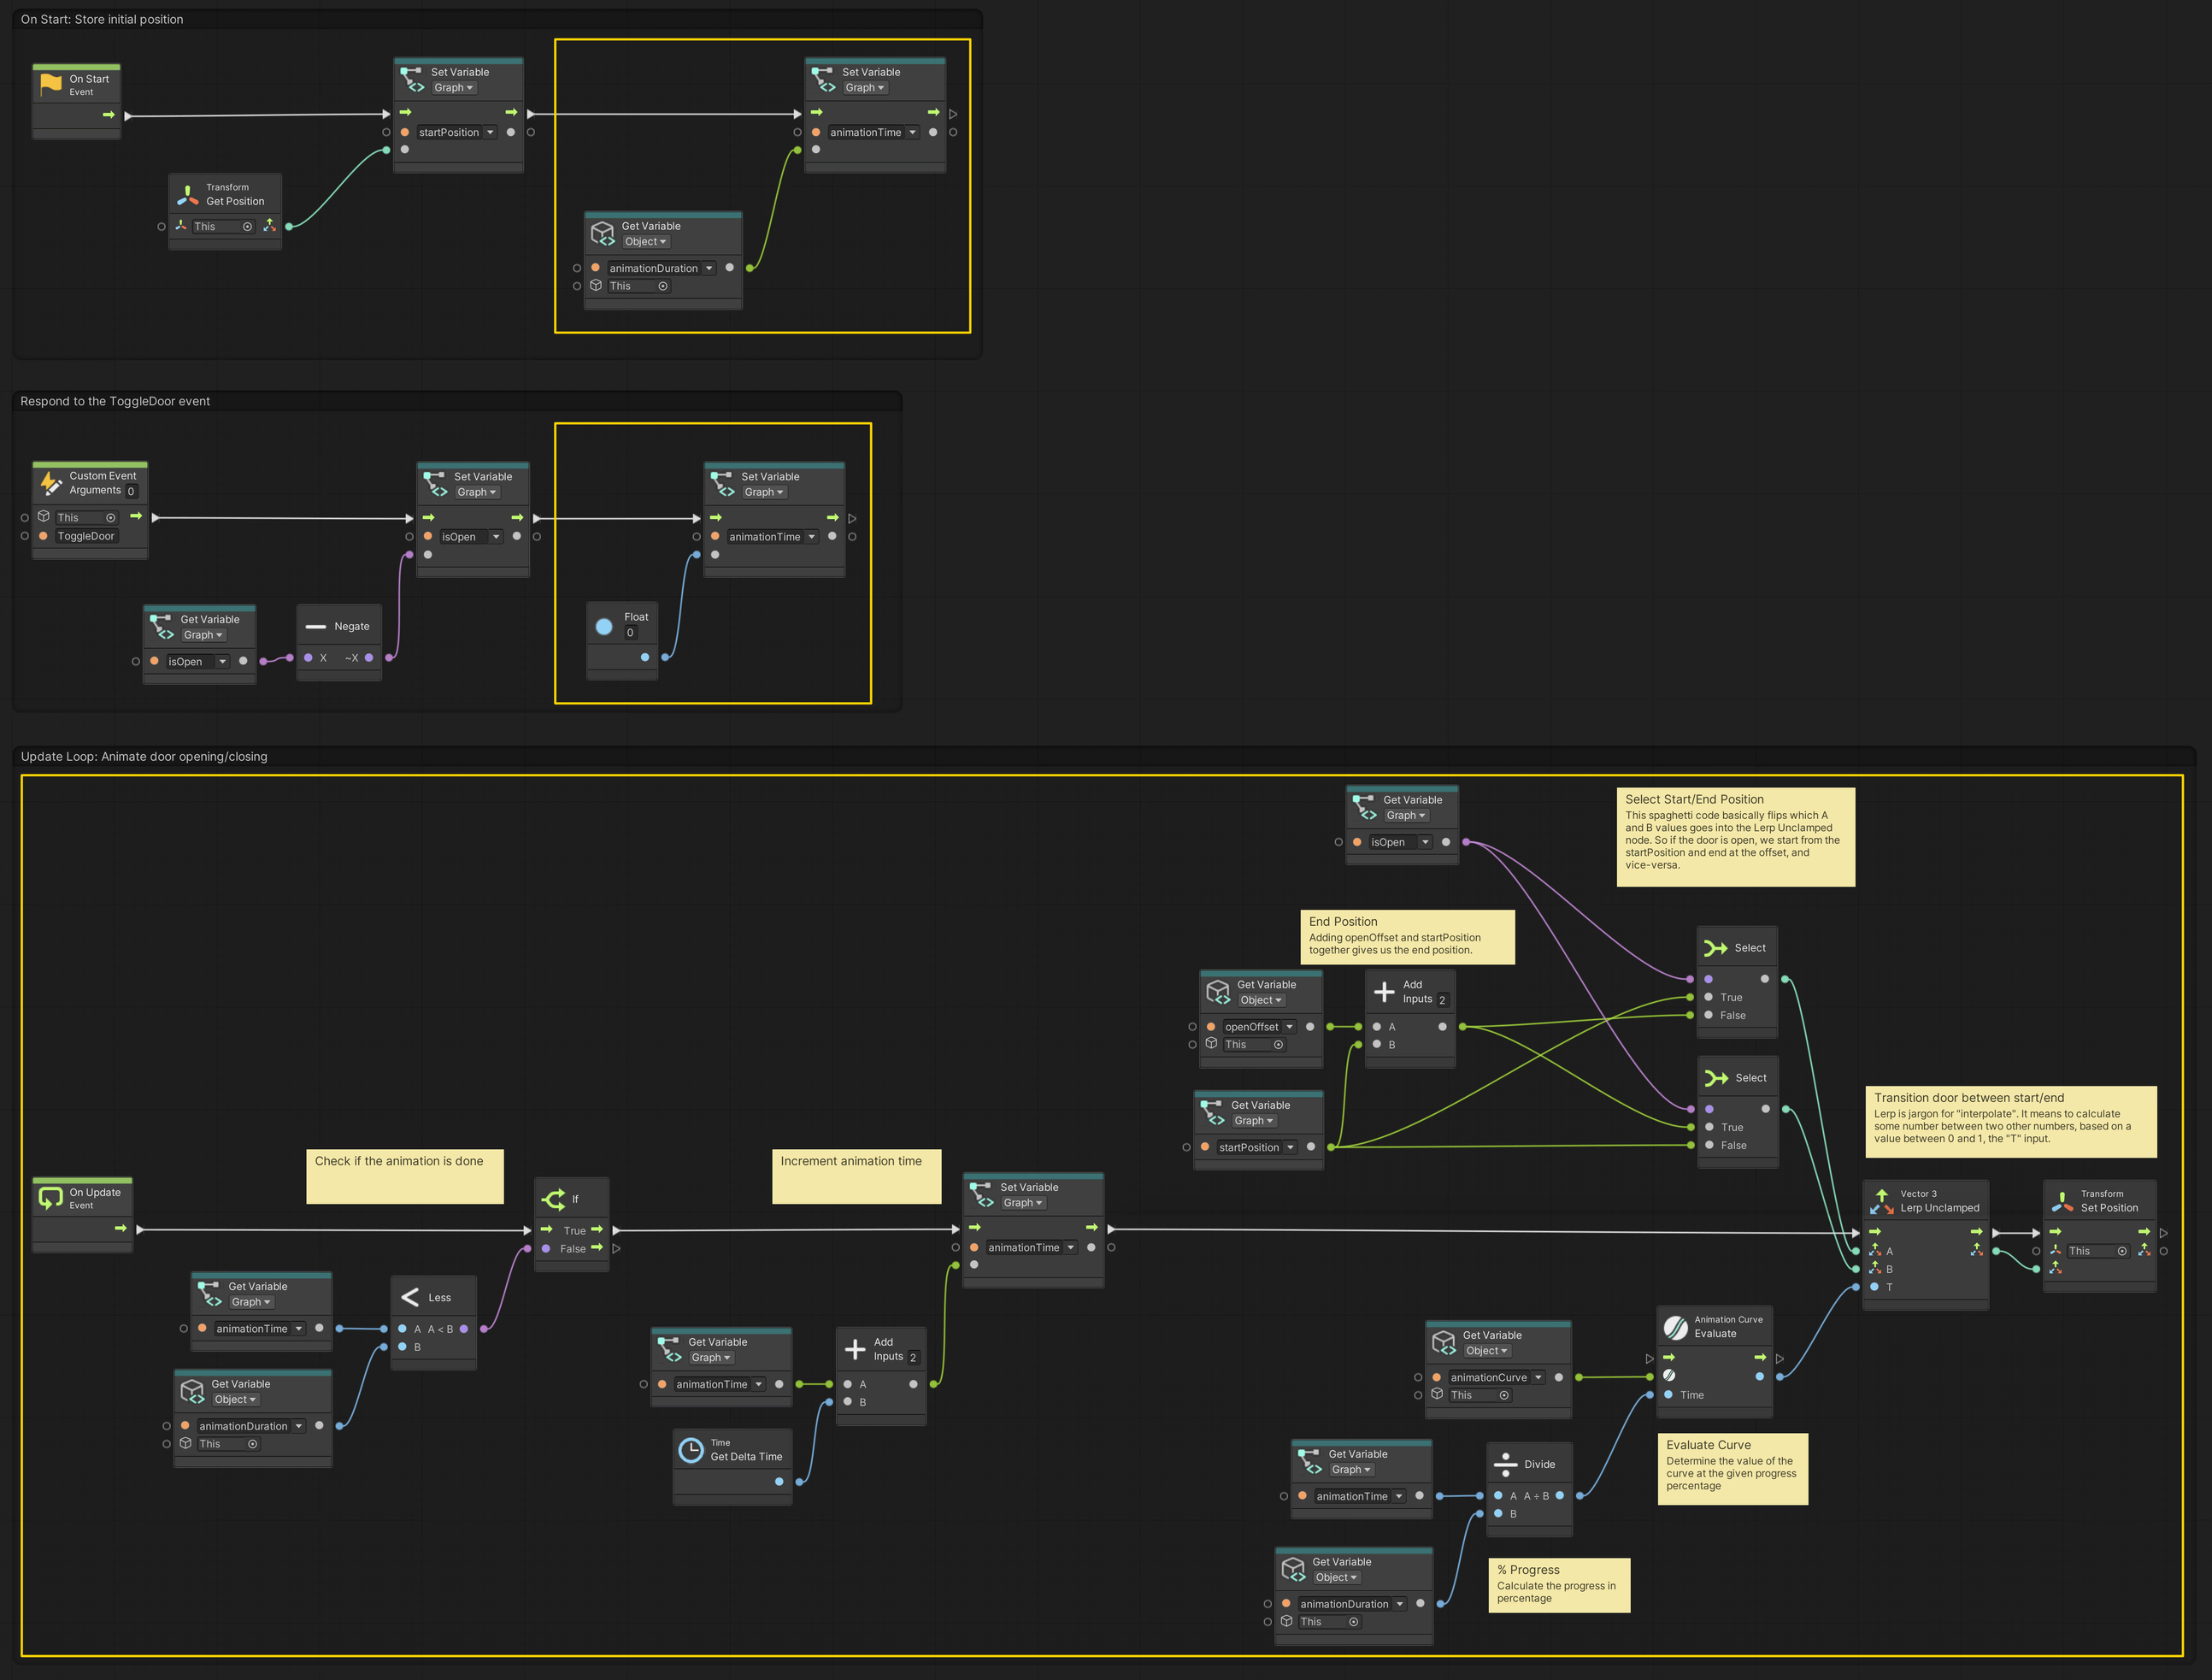 On Start: Store initial position
On Start
Event
Set Variable
Graph
startPosition
Transform
Get Position
This
Set Variable
Graph
animationTime
Get Variable
Object
animationDuration
This
Respond to the ToggleDoor event
Custom Event
Arguments 0
This
ToggleDoor
Set Variable
Graph
isOpen
Get Variable
Graph
isOpen
Negate
X ~X
Set Variable
Graph
animationTime
Float
0
Update Loop: Animate door opening/closing
On Update
Event
Check if the animation is done
If
True
False
Get Variable
Graph
animationTime
Less
A A < B
B
Get Variable
Object
animationDuration
This
Increment animation time
Set Variable
Graph
animationTime
Get Variable
Graph
animationTime
Add
Inputs 2
A
B
Time
Get Delta Time
Get Variable
Graph
isOpen
Select Start/End Position
This spaghetti code basically flips which A
and B values goes into the Lerp Unclamped
node. So if the door is open, we start from the
startPosition and end at the offset, and
vice-versa.
End Position
Adding openOffset and startPosition
together gives us the end position.
Get Variable
Object
openOffset
This
Add
Inputs 2
A
B
Get Variable
Graph
startPosition
Select
True
False
Select
True
False
Transition door between start/end
Lerp is jargon for "interpolate". It means to calculate
some number between two other numbers, based on a
value between 0 and 1, the "T" input.
Vector 3
Lerp Unclamped
A
B
T
Transform
Set Position
This
Get Variable
Object
animationCurve
This
Animation Curve
Evaluate
Time
Evaluate Curve
Determine the value of the
curve at the given progress
percentage
Get Variable
Graph
animationTime
Divide
A A ÷ B
B
Get Variable
Object
animationDuration
This
% Progress
Calculate the progress in
percentage